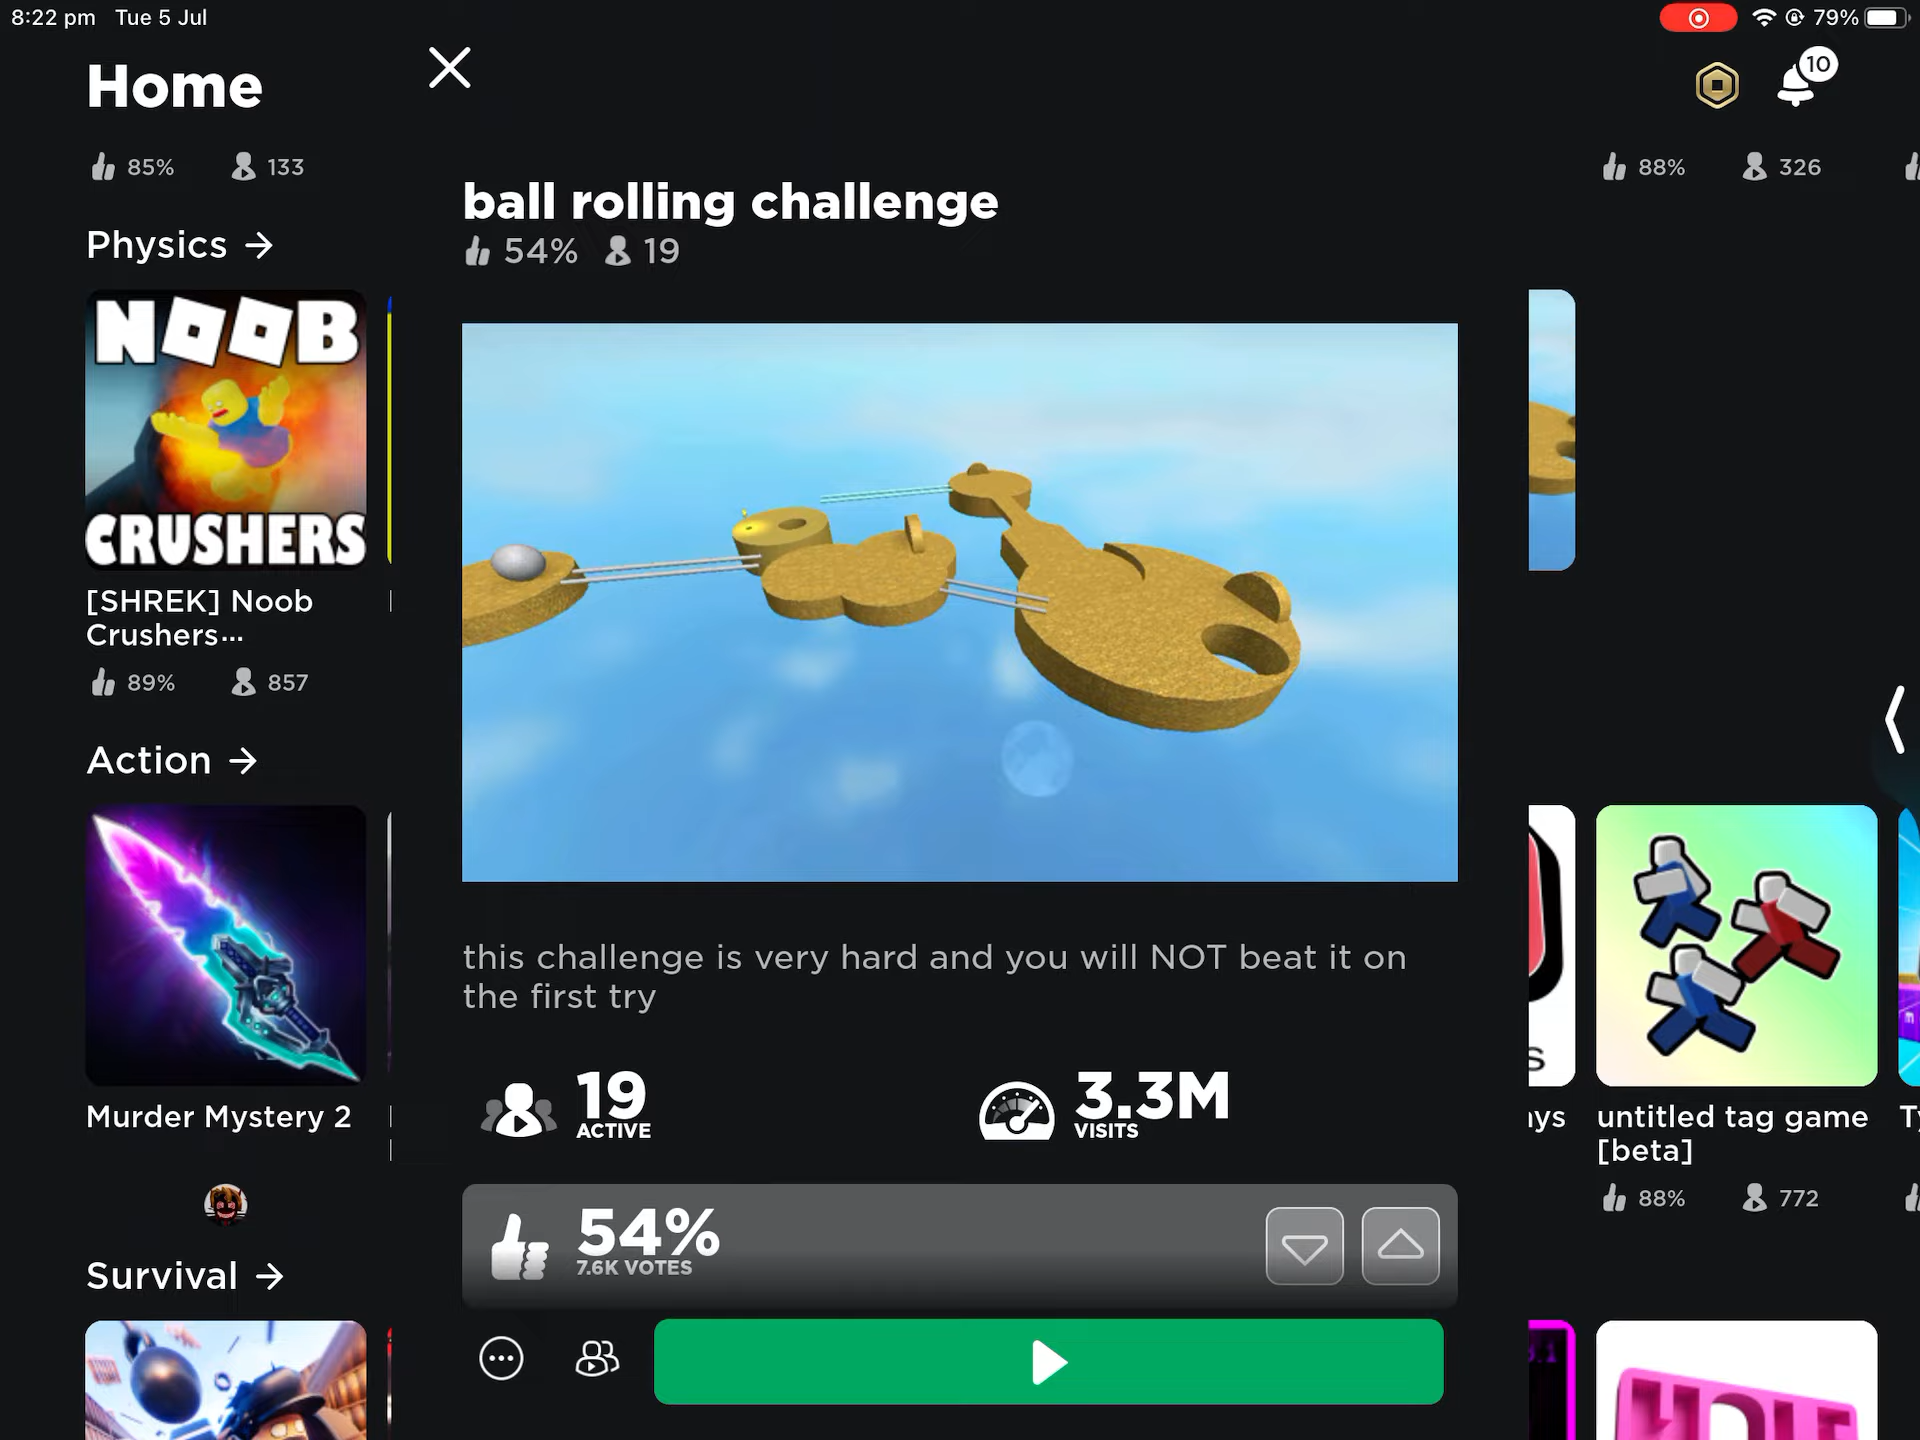 8:22 pm Tue 5 Jul
79%
Home
10
85% 133
88% 326
ball rolling challenge
54% 19
Physics →
NOOB
CRUSHERS
[SHREK] Noob
Crushers...
89% 857
Action →
this challenge is very hard and you will NOT beat it on
the first try
19
ACTIVE
3.3M
VISITS
Murder Mystery 2
untitled tag game
[beta]
88% 772
54%
7.6K VOTES
Survival →